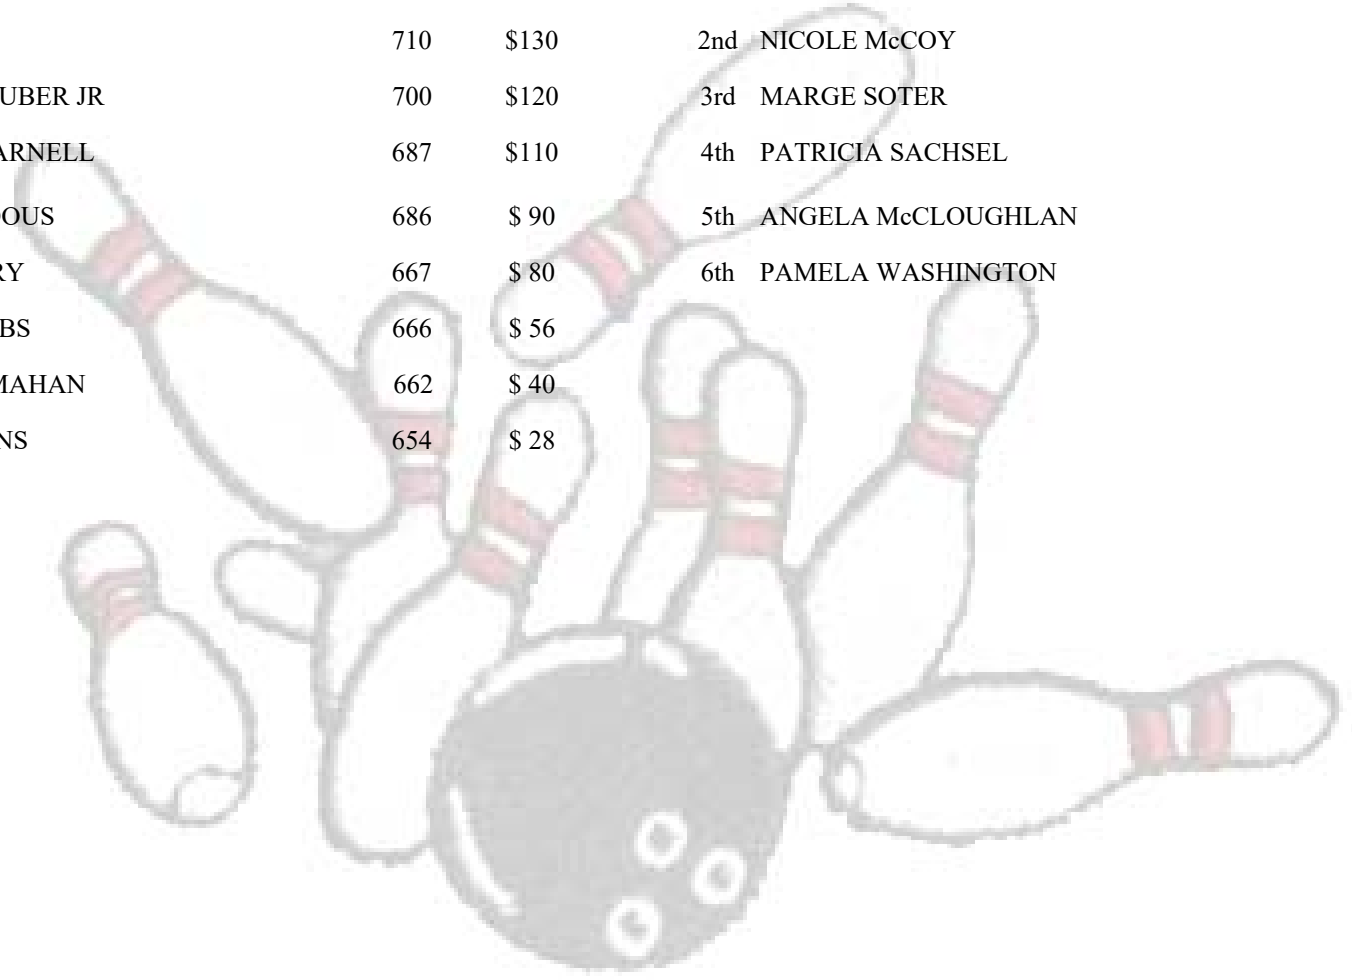 710 $130 2nd NICOLE McCOY
UBER JR 700 $120 3rd MARGE SOTER
ARNELL 687 $110 4th PATRICIA SACHSEL
OUS 686 $ 90 5th ANGELA McCLOUGHLAN
RY 667 $ 80 6th PAMELA WASHINGTON
BS 666 $ 56
MAHAN 662 $ 40
NS 654 $ 28